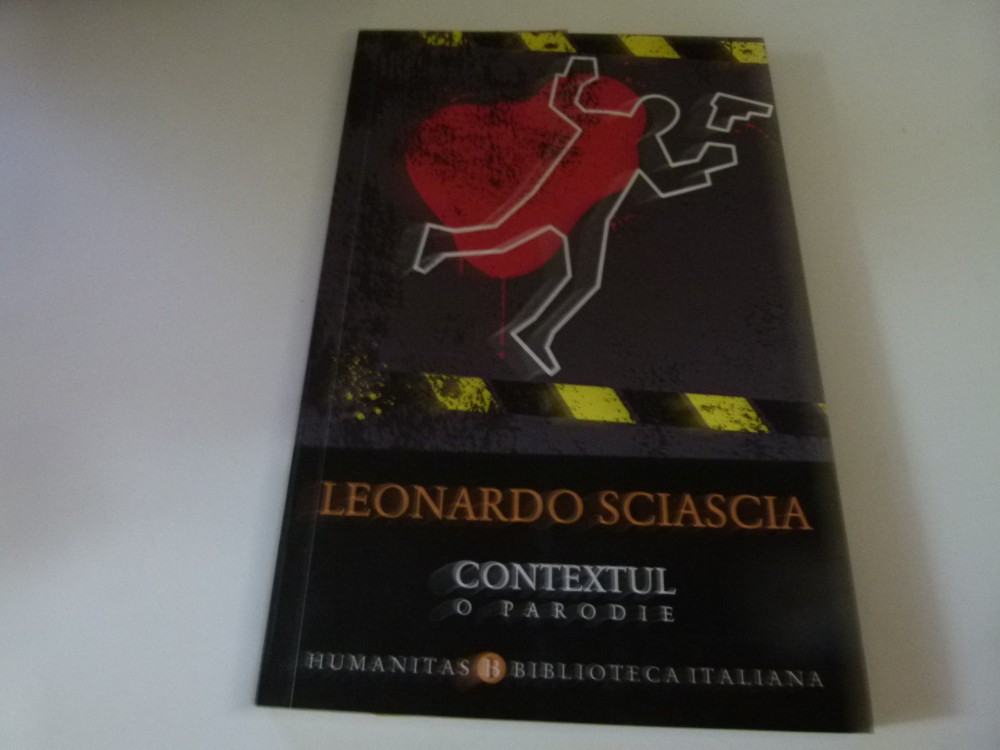 LEONARDO SCIASCIA
CONTEXTUL
O PARODIE
HUMANITAS B BIBLIOTECA ITALIANA